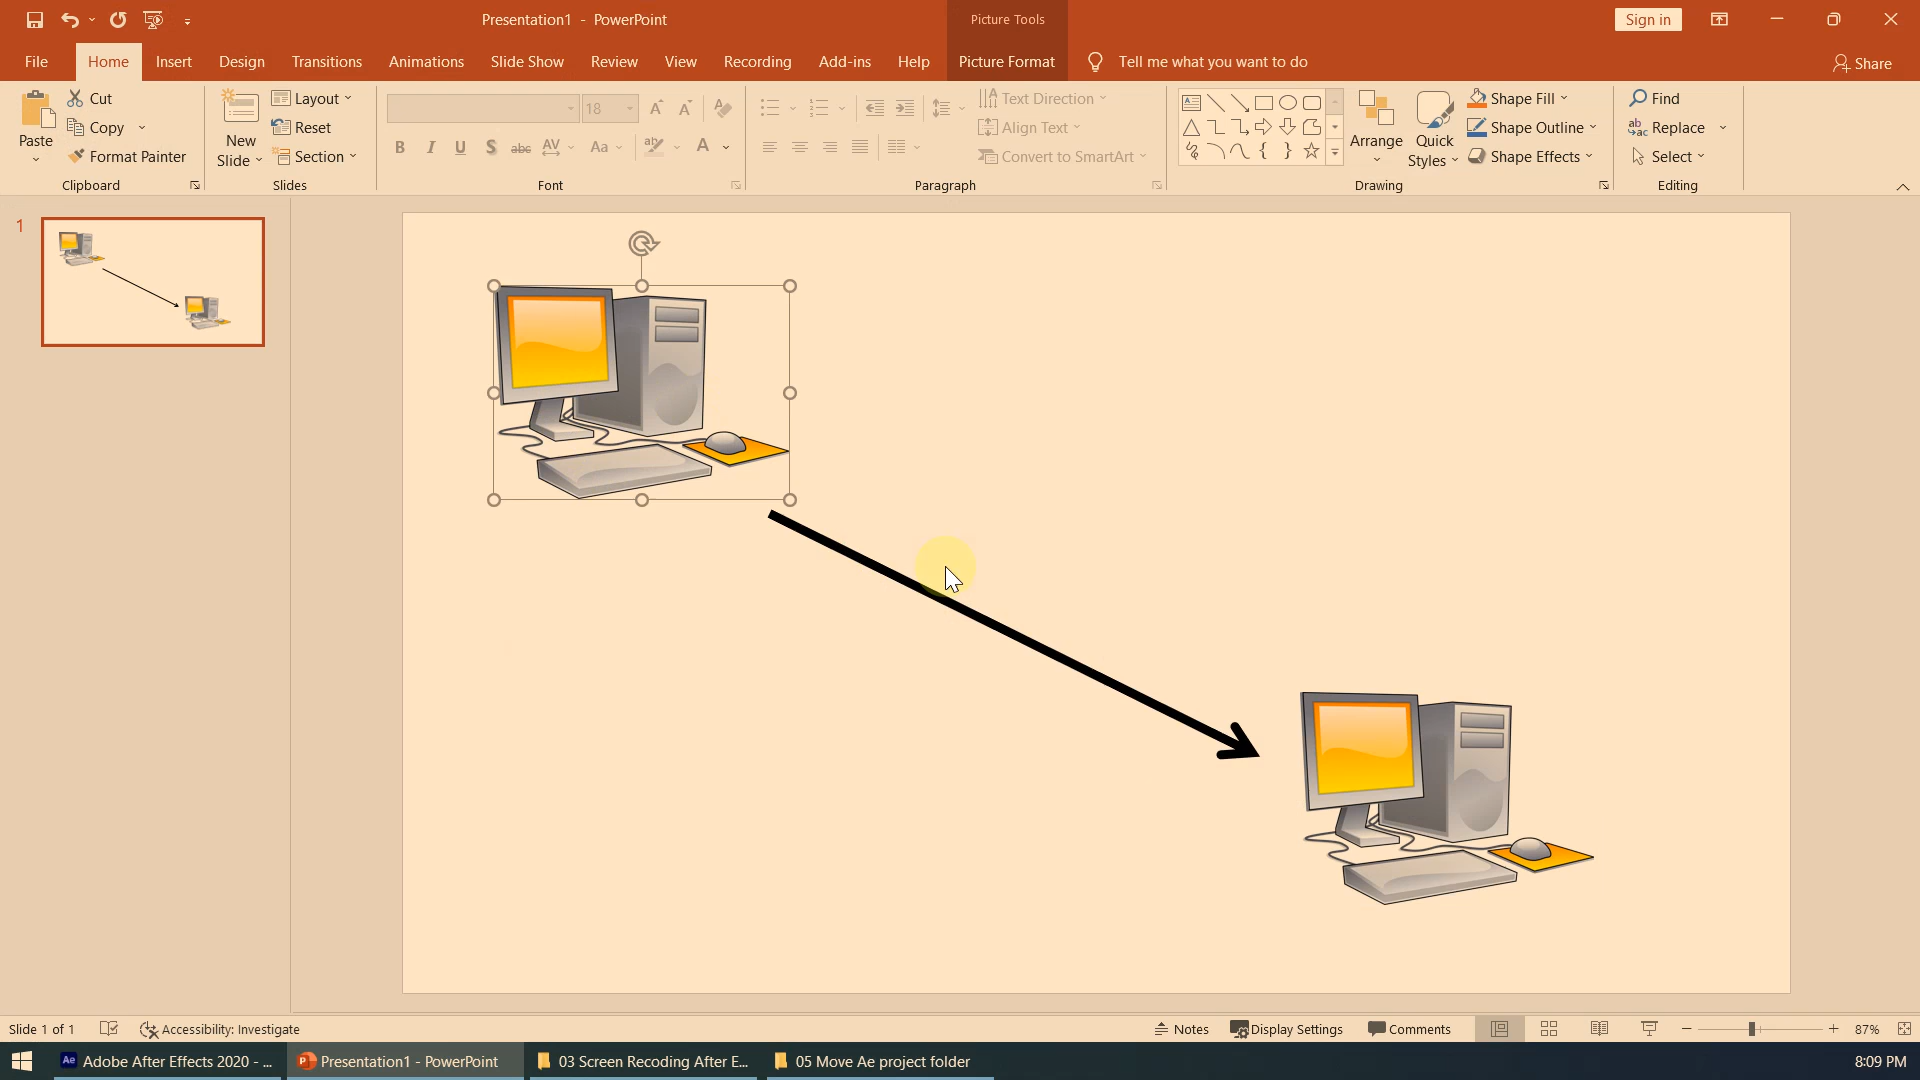 Presentation1 - PowerPoint
Picture Tools
Sign in
File Home Insert Design Transitions Animations Slide Show Review View Recording Add-ins Help Picture Format Tell me what you want to do Share
Paste
Cut
Copy
Format Painter
Clipboard
New
Slide
Layout
Reset
Section
Slides
18
B I U S abc AV Aa A
Font
Text Direction
Align Text
Convert to SmartArt
Paragraph
Arrange
Quick
Styles
Shape Fill
Shape Outline
Shape Effects
Drawing
Find
Replace
Select
Editing
1
Slide 1 of 1 Accessibility: Investigate Notes Display Settings Comments 87%
Ae Adobe After Effects 2020 - ... Presentation1 - PowerPoint 03 Screen Recoding After E... 05 Move Ae project folder 8:09 PM